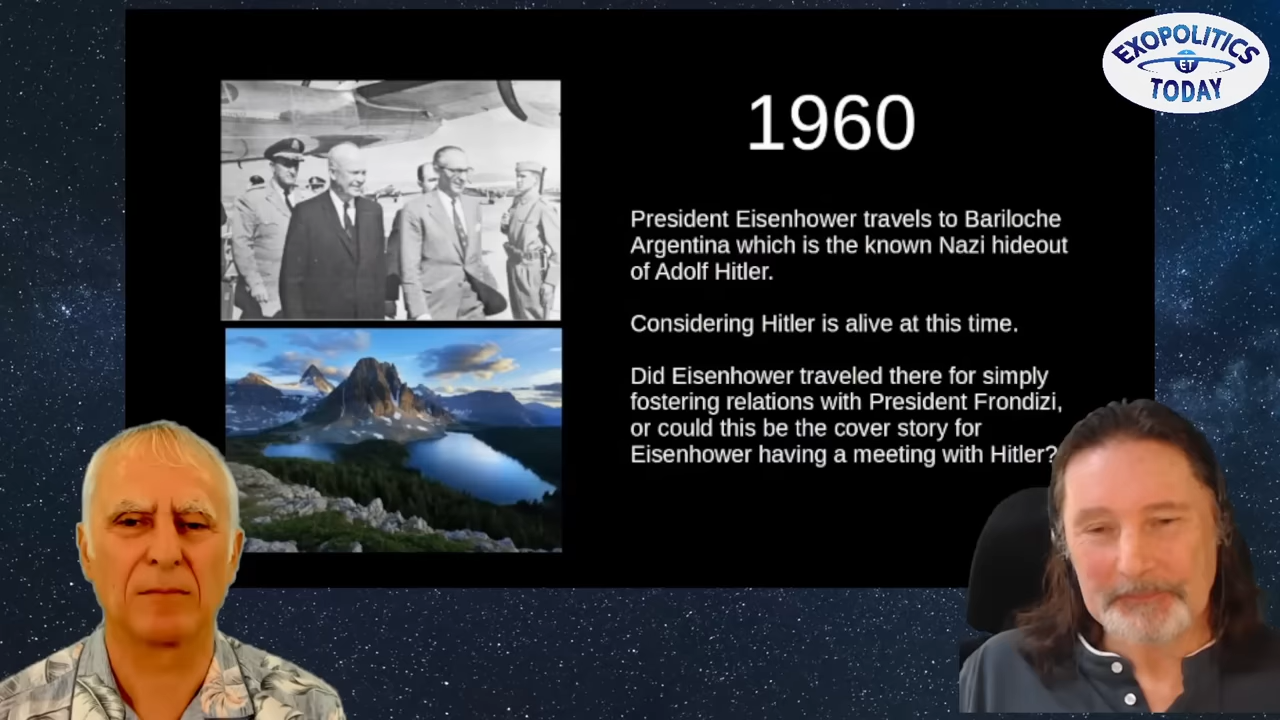 EXOPOLITICS
ET
TODAY
1960
President Eisenhower travels to Bariloche
Argentina which is the known Nazi hideout
of Adolf Hitler.
Considering Hitler is alive at this time.
Did Eisenhower traveled there for simply
fostering relations with President Frondizi,
or could this be the cover story for
Eisenhower having a meeting with Hitler?